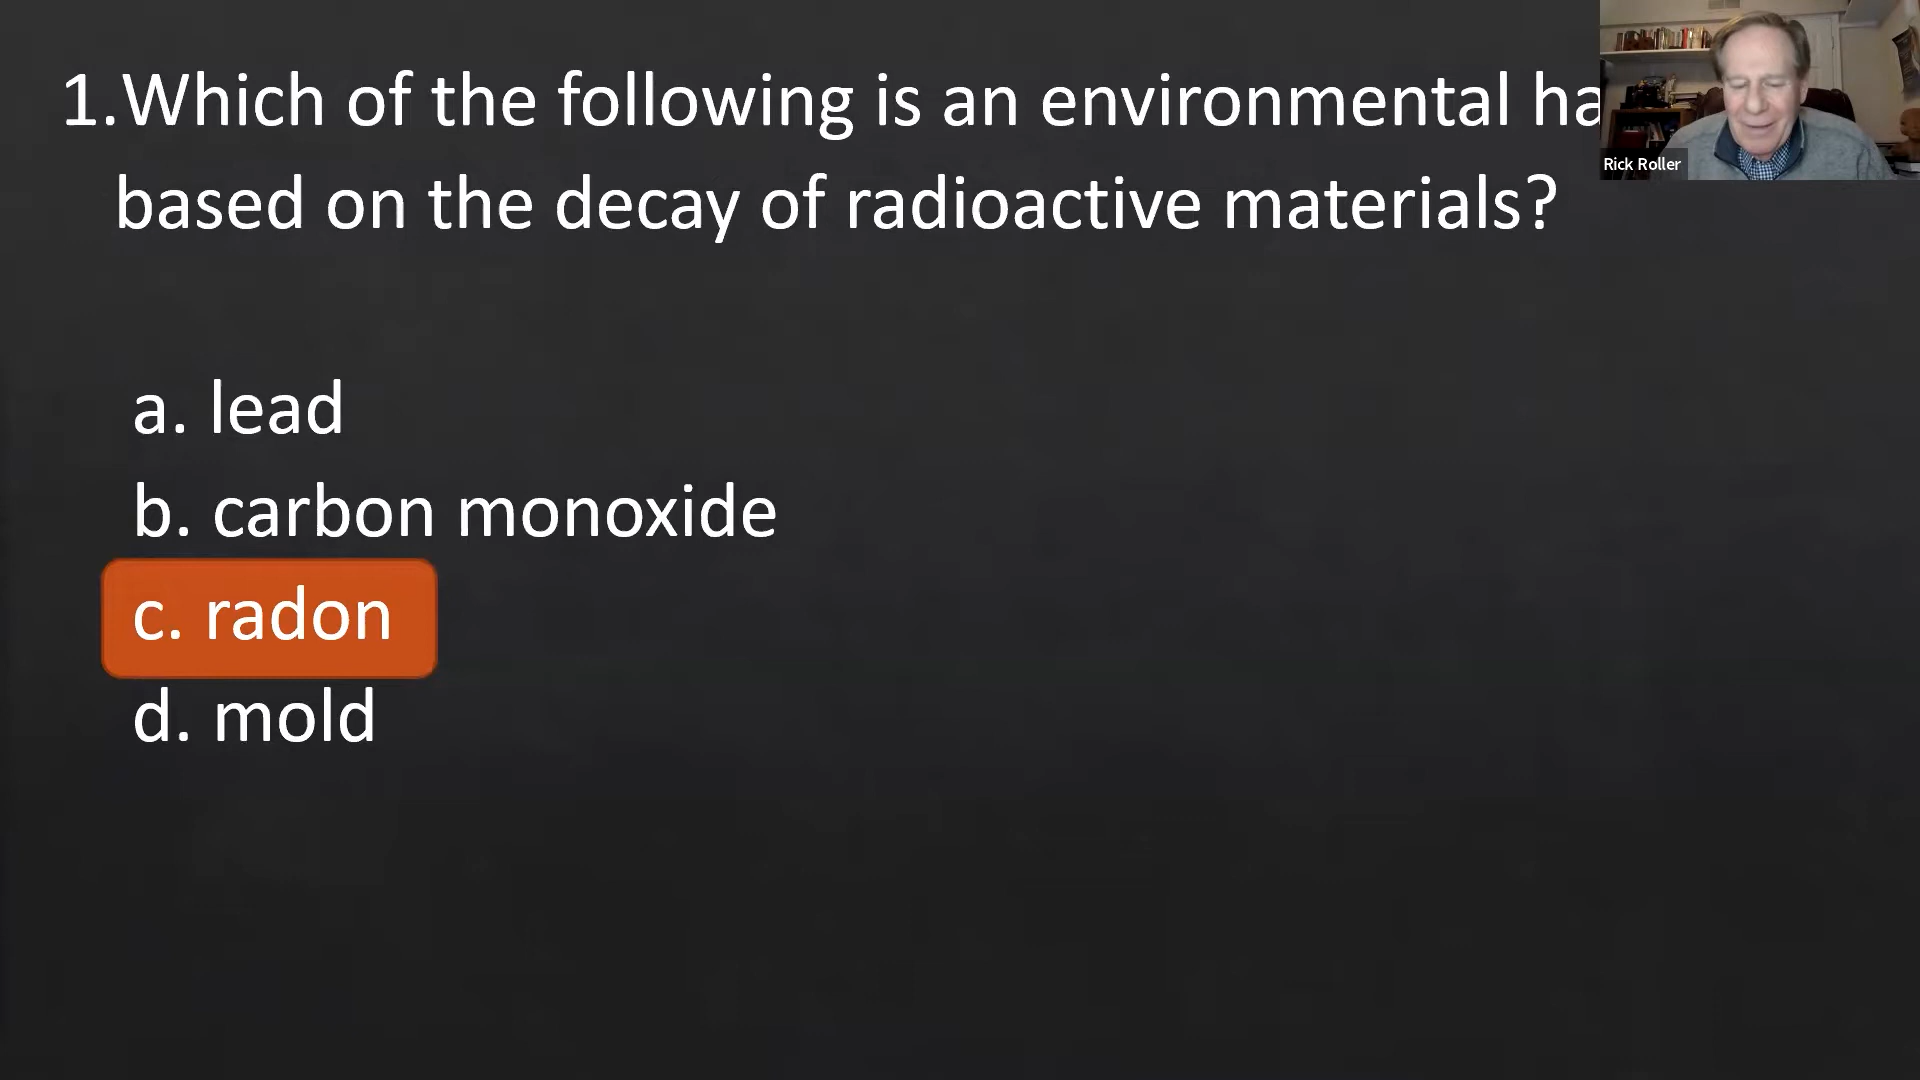 1.Which of the following is an environmental
based on the decay of radioactive materials?
a. lead
b. carbon monoxide
c. radon
d. mold
Rick Roller